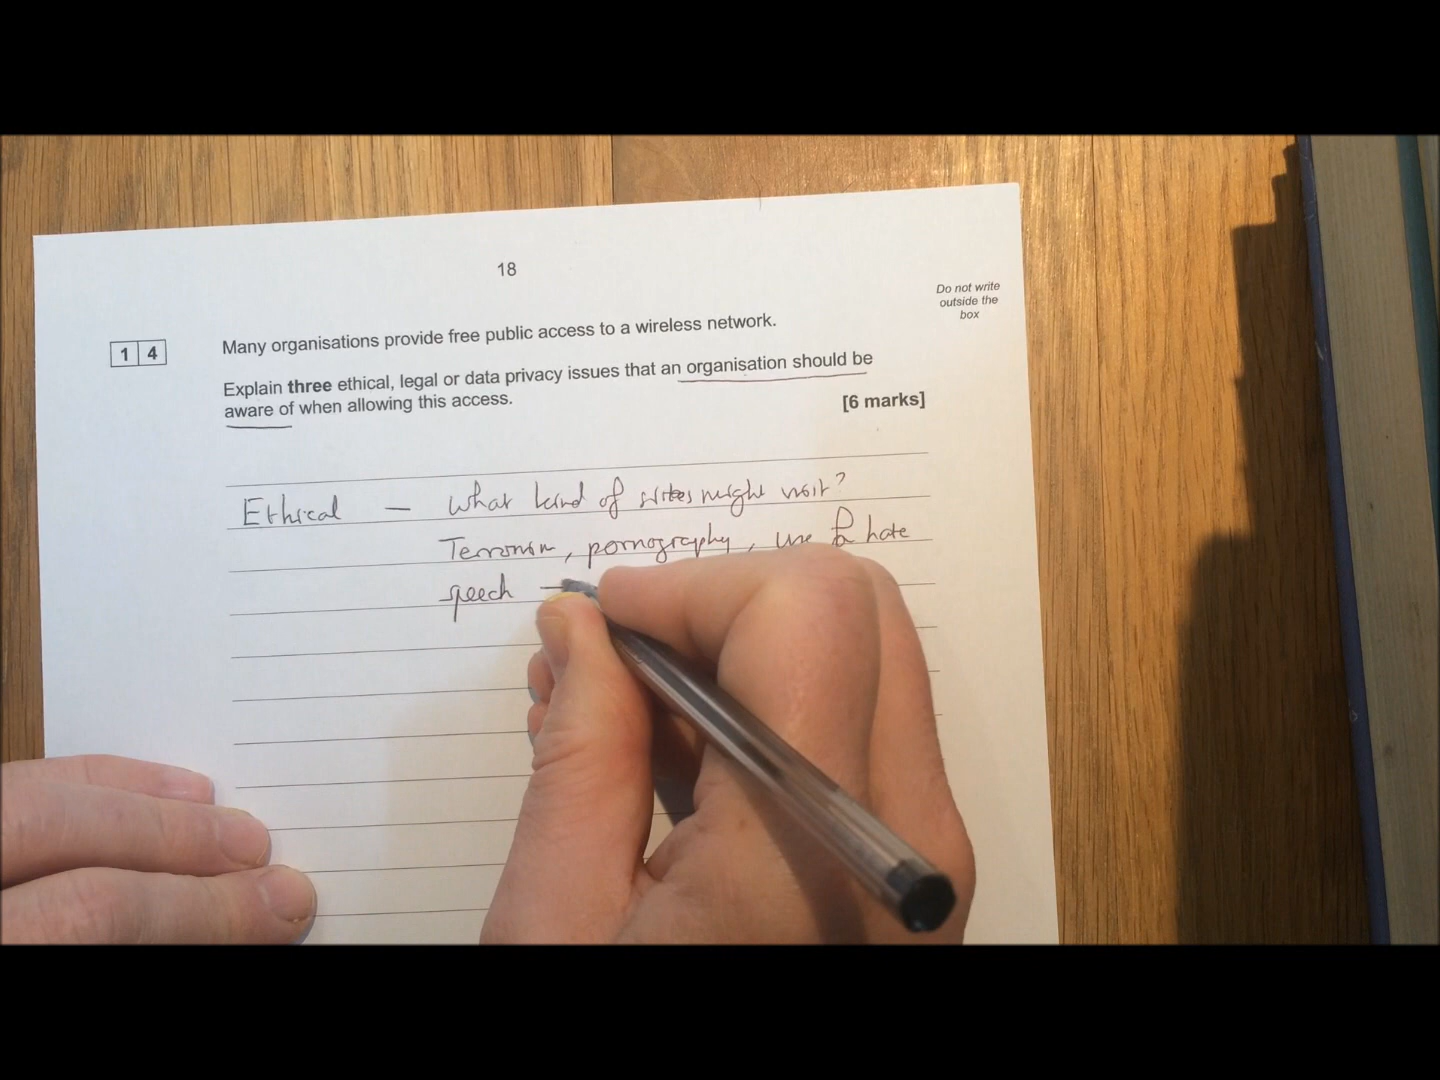 18
Do not write
outside the
box
1 4
Many organisations provide free public access to a wireless network.
Explain three ethical, legal or data privacy issues that an organisation should be
aware of when allowing this access.
[6 marks]
Ethical — What kind of sites might visit?
Terrorism, pornography, use for hate
speech —